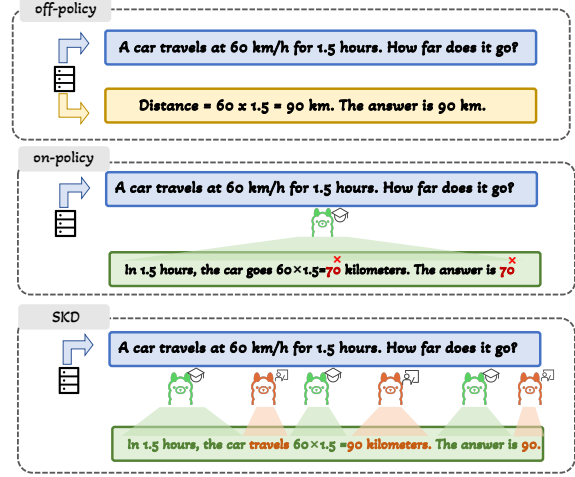 off-policy
A car travels at 60 km/h for 1.5 hours. How far does it go?
Distance = 60 x 1.5 = 90 km. The answer is 90 km.
on-policy
A car travels at 60 km/h for 1.5 hours. How far does it go?
In 1.5 hours, the car goes 60×1.5=70 kilometers. The answer is 70
SKD
A car travels at 60 km/h for 1.5 hours. How far does it go?
In 1.5 hours, the car travels 60×1.5 =90 kilometers. The answer is 90.